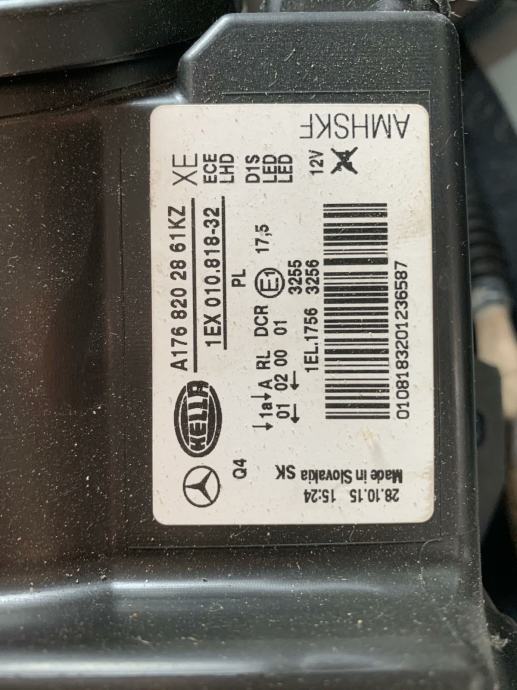 AMHSKF
A176 820 28 61KZ XE
1EX 010.818-32 ECE
LHD
PL
HELLA
Q4
↓1a↓A RL DCR E1 17,5 D1S
01 02 00 01 LED
← ← 3255 LED
1EL.1756 3256 12V
28.10.15 Made in Slovakia
15:24 SK
0108183201236587